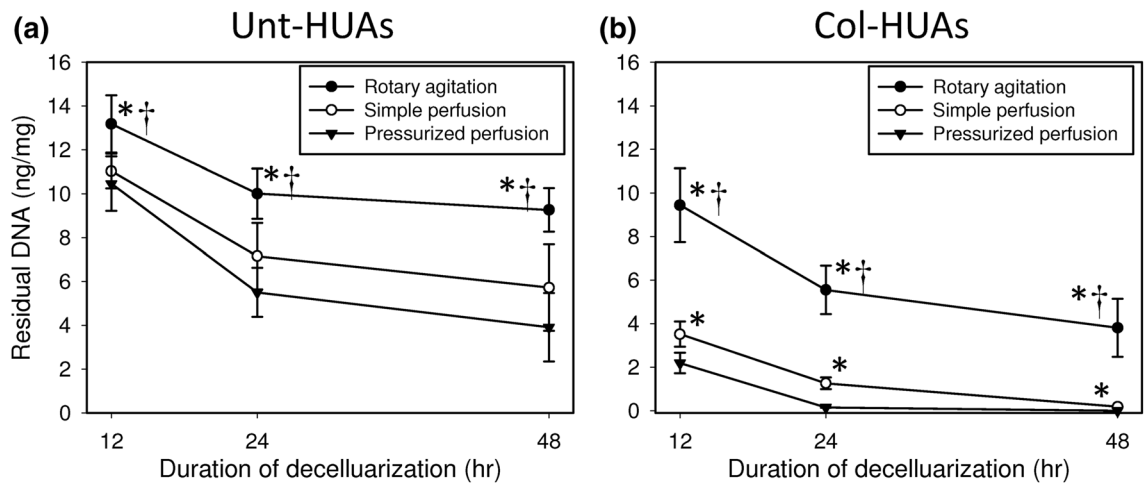 (a) Unt-HUAs
16
14
12
10
8
6
4
2
0
Residual DNA (ng/mg)
Rotary agitation
Simple perfusion
Pressurized perfusion
*†
*†
*†
12 24 48
Duration of decelluarization (hr)
(b) Col-HUAs
16
14
12
10
8
6
4
2
0
Rotary agitation
Simple perfusion
Pressurized perfusion
*†
*†
*†
*
*
*
12 24 48
Duration of decelluarization (hr)